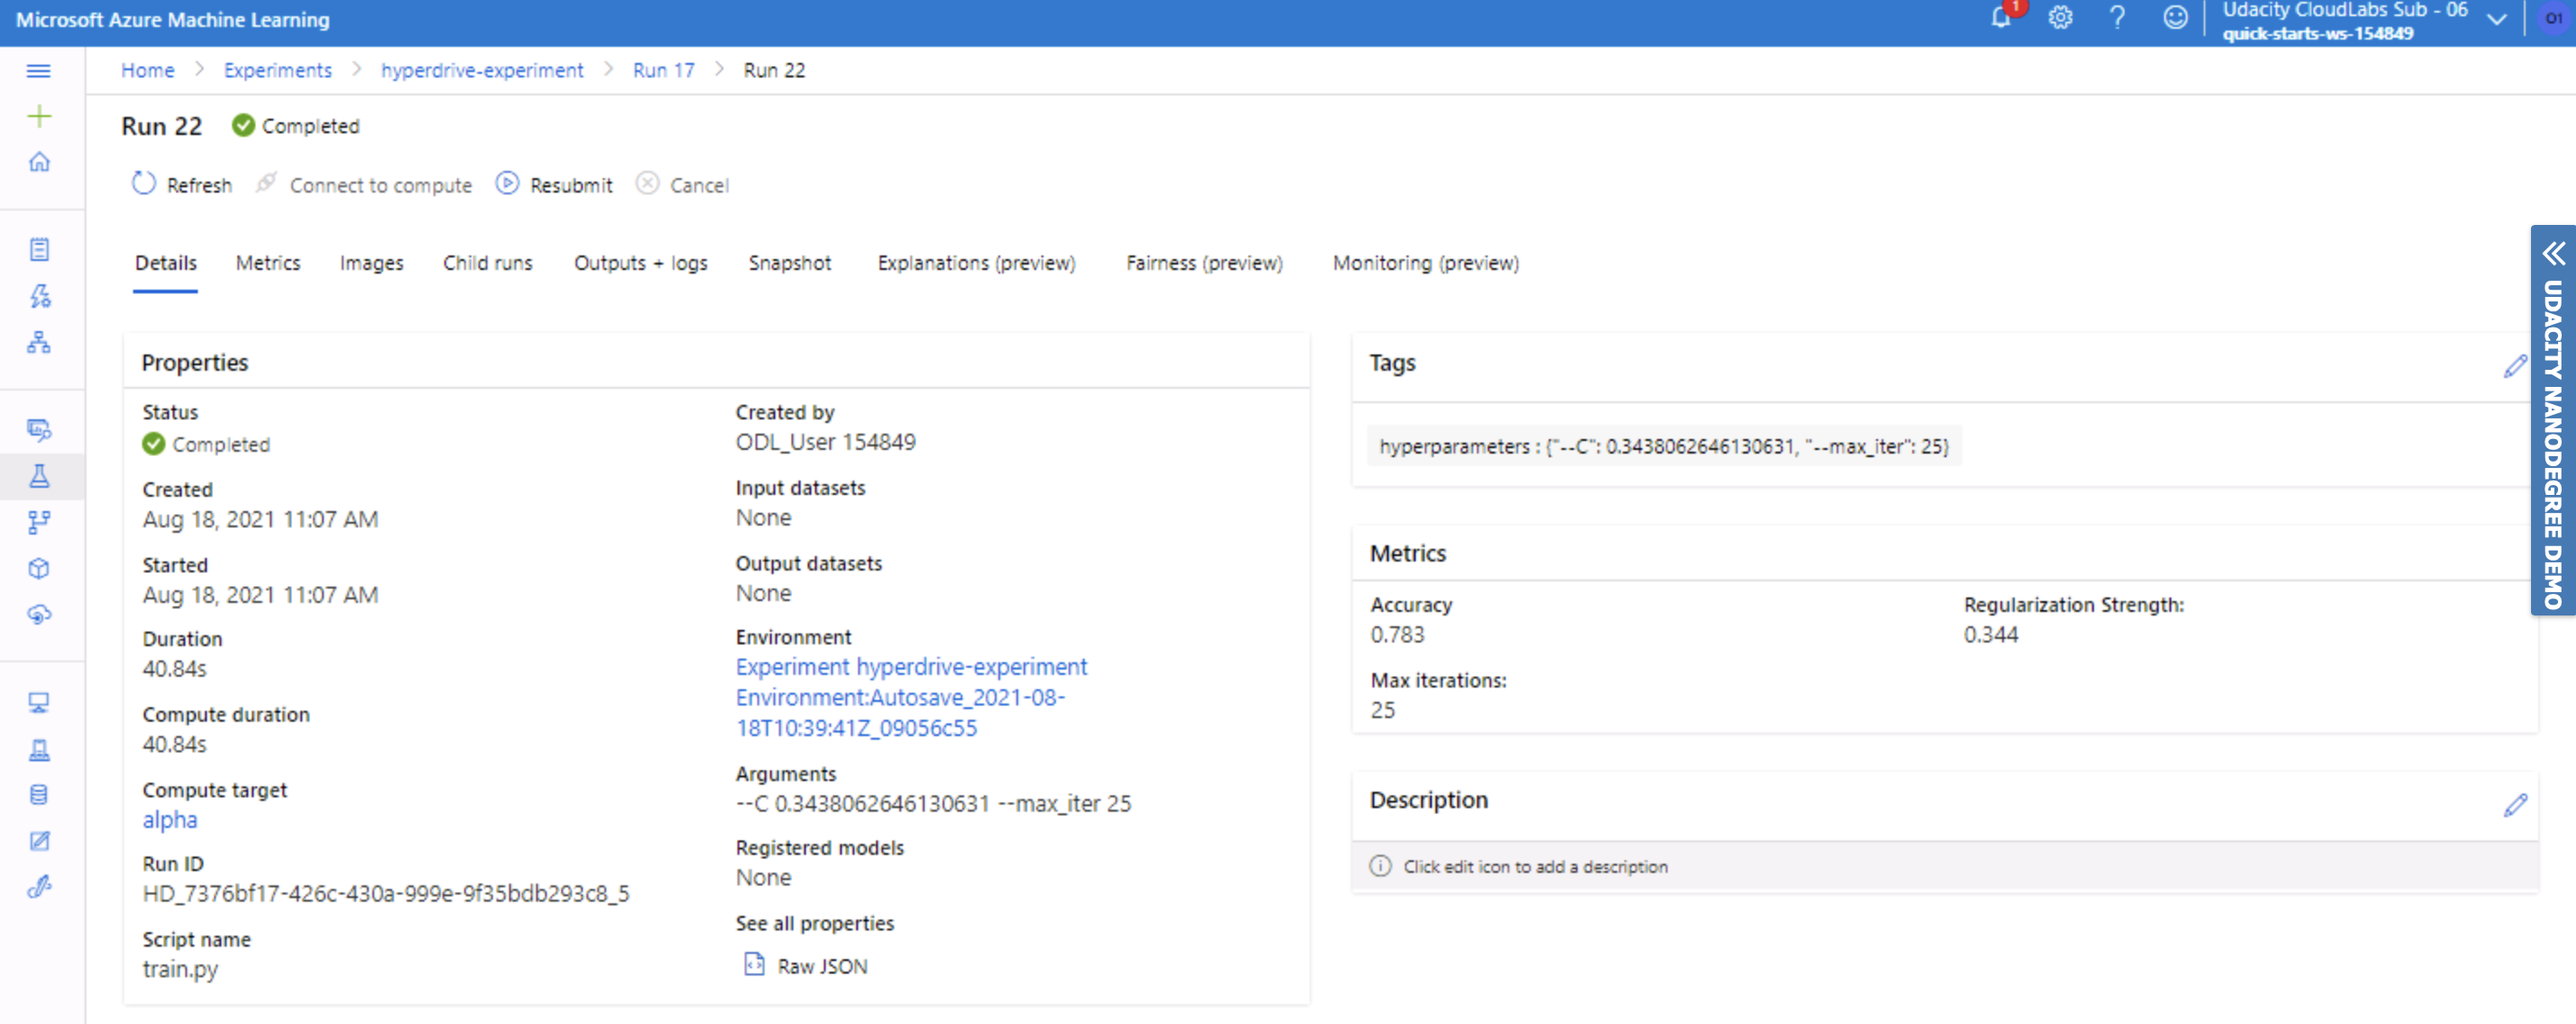 Microsoft Azure Machine Learning
1
Udacity CloudLabs Sub - 06
quick-starts-ws-154849
O1
Home > Experiments > hyperdrive-experiment > Run 17 > Run 22
Run 22 Completed
Refresh Connect to compute Resubmit Cancel
Details Metrics Images Child runs Outputs + logs Snapshot Explanations (preview) Fairness (preview) Monitoring (preview)
Properties
Status
Completed
Created
Aug 18, 2021 11:07 AM
Started
Aug 18, 2021 11:07 AM
Duration
40.84s
Compute duration
40.84s
Compute target
alpha
Run ID
HD_7376bf17-426c-430a-999e-9f35bdb293c8_5
Script name
train.py
Created by
ODL_User 154849
Input datasets
None
Output datasets
None
Environment
Experiment hyperdrive-experiment
Environment:Autosave_2021-08-
18T10:39:41Z_09056c55
Arguments
--C 0.3438062646130631 --max_iter 25
Registered models
None
See all properties
Raw JSON
Tags
hyperparameters : {"--C": 0.3438062646130631, "--max_iter": 25}
Metrics
Accuracy
0.783
Regularization Strength:
0.344
Max iterations:
25
Description
Click edit icon to add a description
UDACITY NANODEGREE DEMO